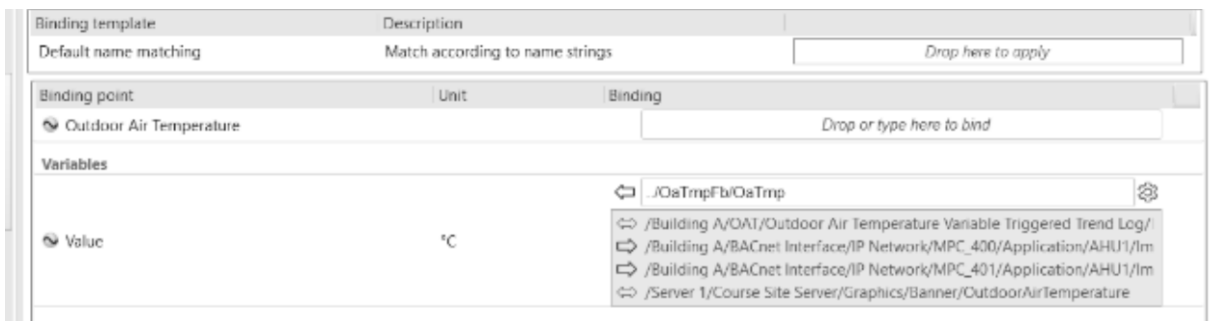 Binding template Description
Default name matching Match according to name strings Drop here to apply
Binding point Unit Binding
Outdoor Air Temperature Drop or type here to bind
Variables
../OaTmpFb/OaTmp
Value °C
/Building A/OAT/Outdoor Air Temperature Variable Triggered Trend Log/
/Building A/BACnet Interface/IP Network/MPC_400/Application/AHU1/Im
/Building A/BACnet Interface/IP Network/MPC_401/Application/AHU1/Im
/Server 1/Course Site Server/Graphics/Banner/OutdoorAirTemperature